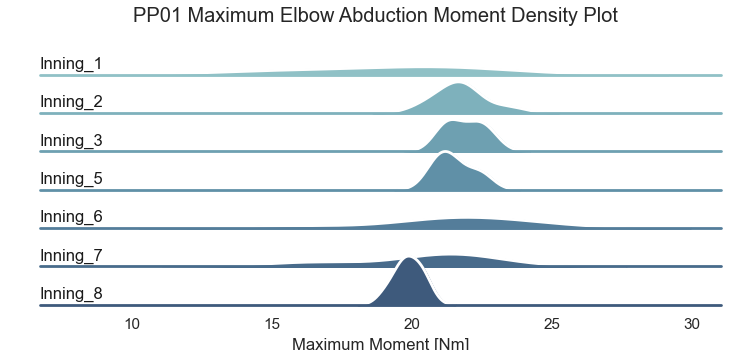 PP01 Maximum Elbow Abduction Moment Density Plot
Inning_1
Inning_2
Inning_3
Inning_5
Inning_6
Inning_7
Inning_8
10 15 20 25 30
Maximum Moment [Nm]